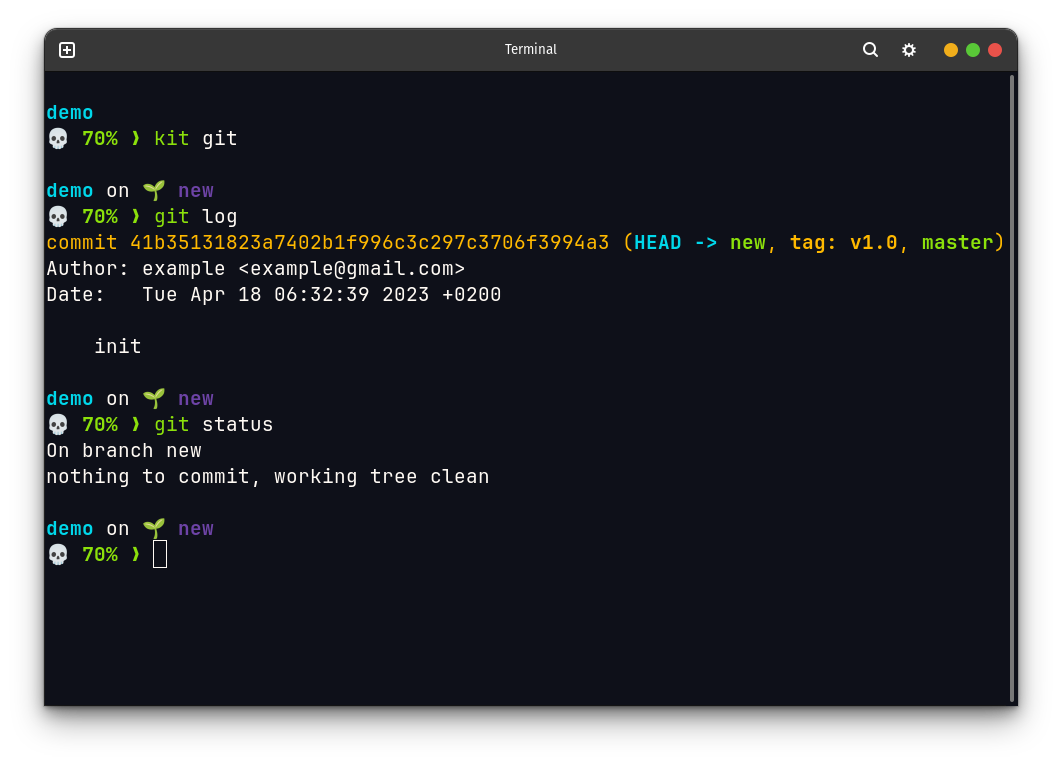 Terminal
demo
💀 70% ❯ kit git
demo on 🌱 new
💀 70% ❯ git log
commit 41b35131823a7402b1f996c3c297c3706f3994a3 (HEAD -> new, tag: v1.0, master)
Author: example <example@gmail.com>
Date:   Tue Apr 18 06:32:39 2023 +0200
    init
demo on 🌱 new
💀 70% ❯ git status
On branch new
nothing to commit, working tree clean
demo on 🌱 new
💀 70% ❯